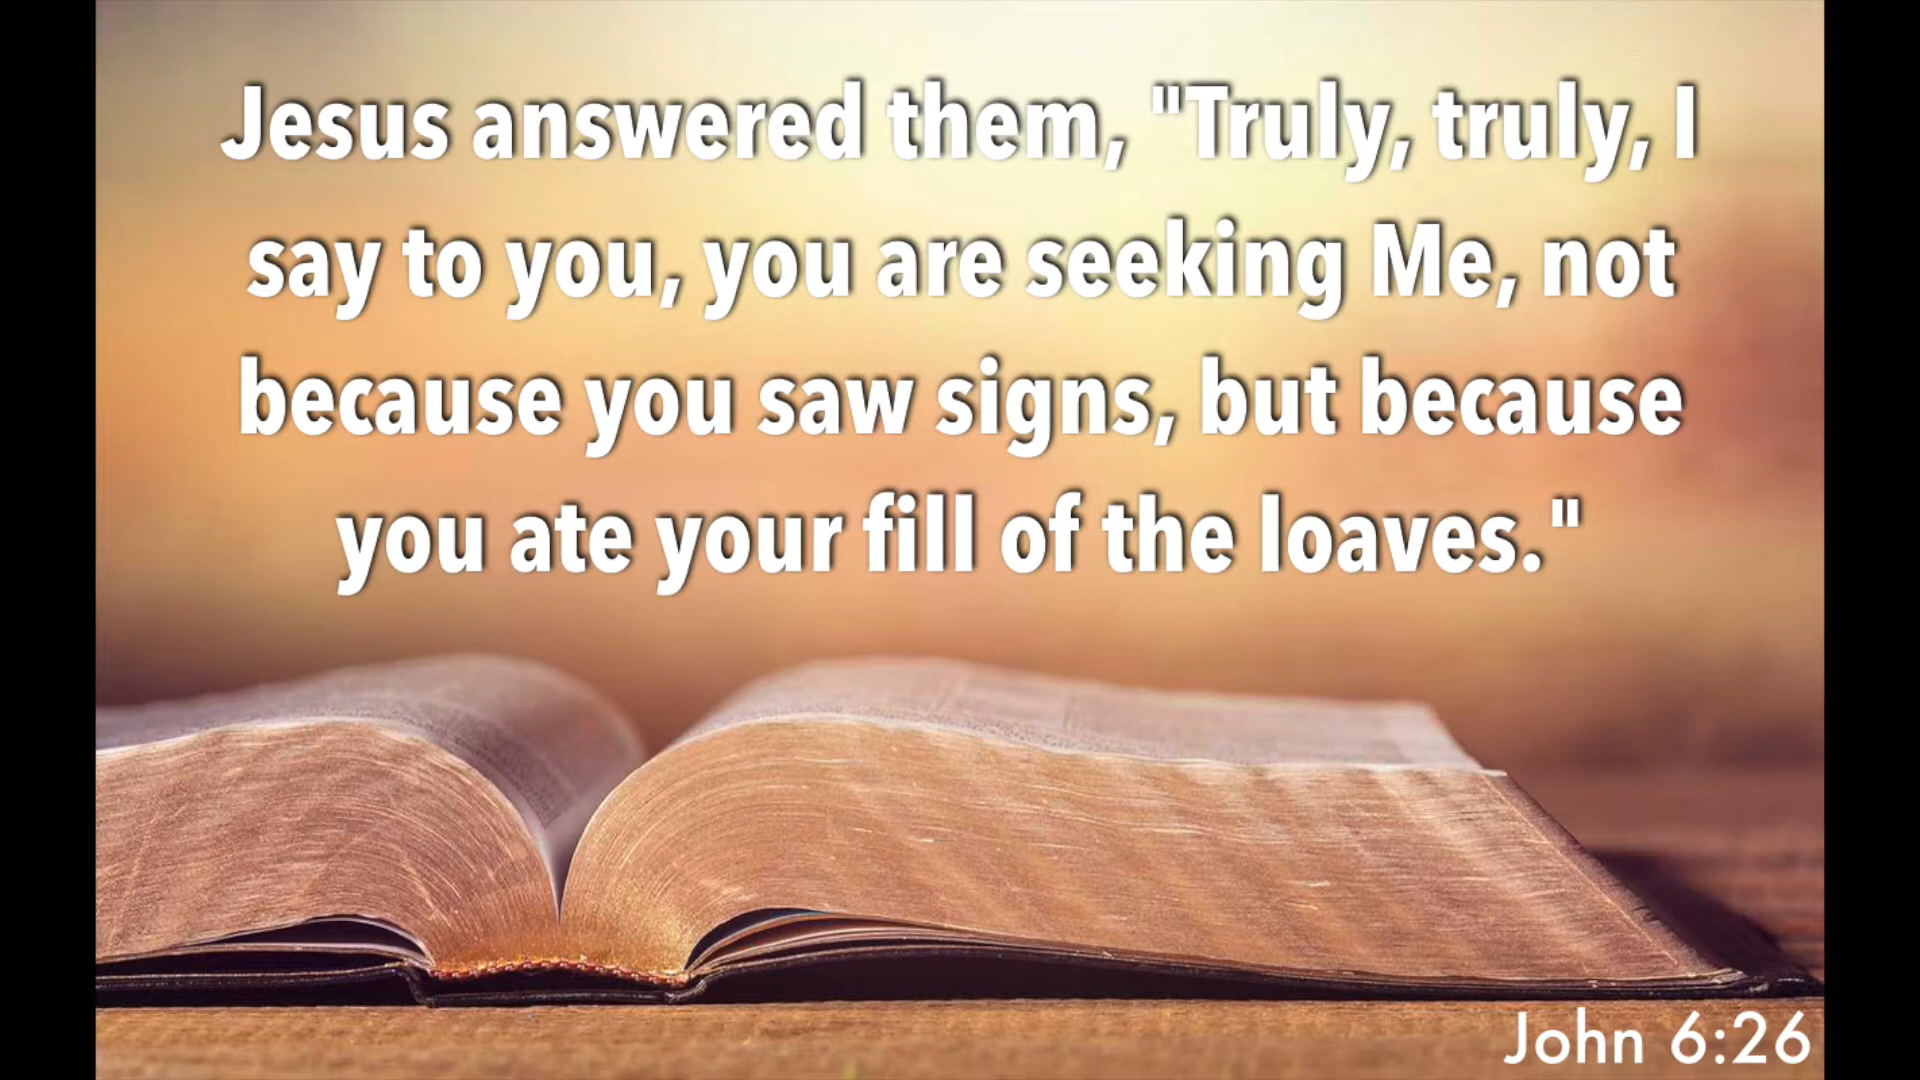 Jesus answered them, "Truly, truly, I
say to you, you are seeking Me, not
because you saw signs, but because
you ate your fill of the loaves."
John 6:26